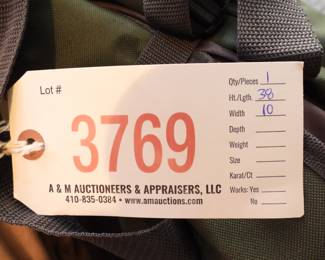 Lot #
3769
A & M AUCTIONEERS & APPRAISERS, LLC
410-835-0384 • www.amauctions.com
Qty/Pieces 1
Ht./Lgth. 38
Width 10
Depth
Weight
Size
Karat/Ct
Works: Yes
No